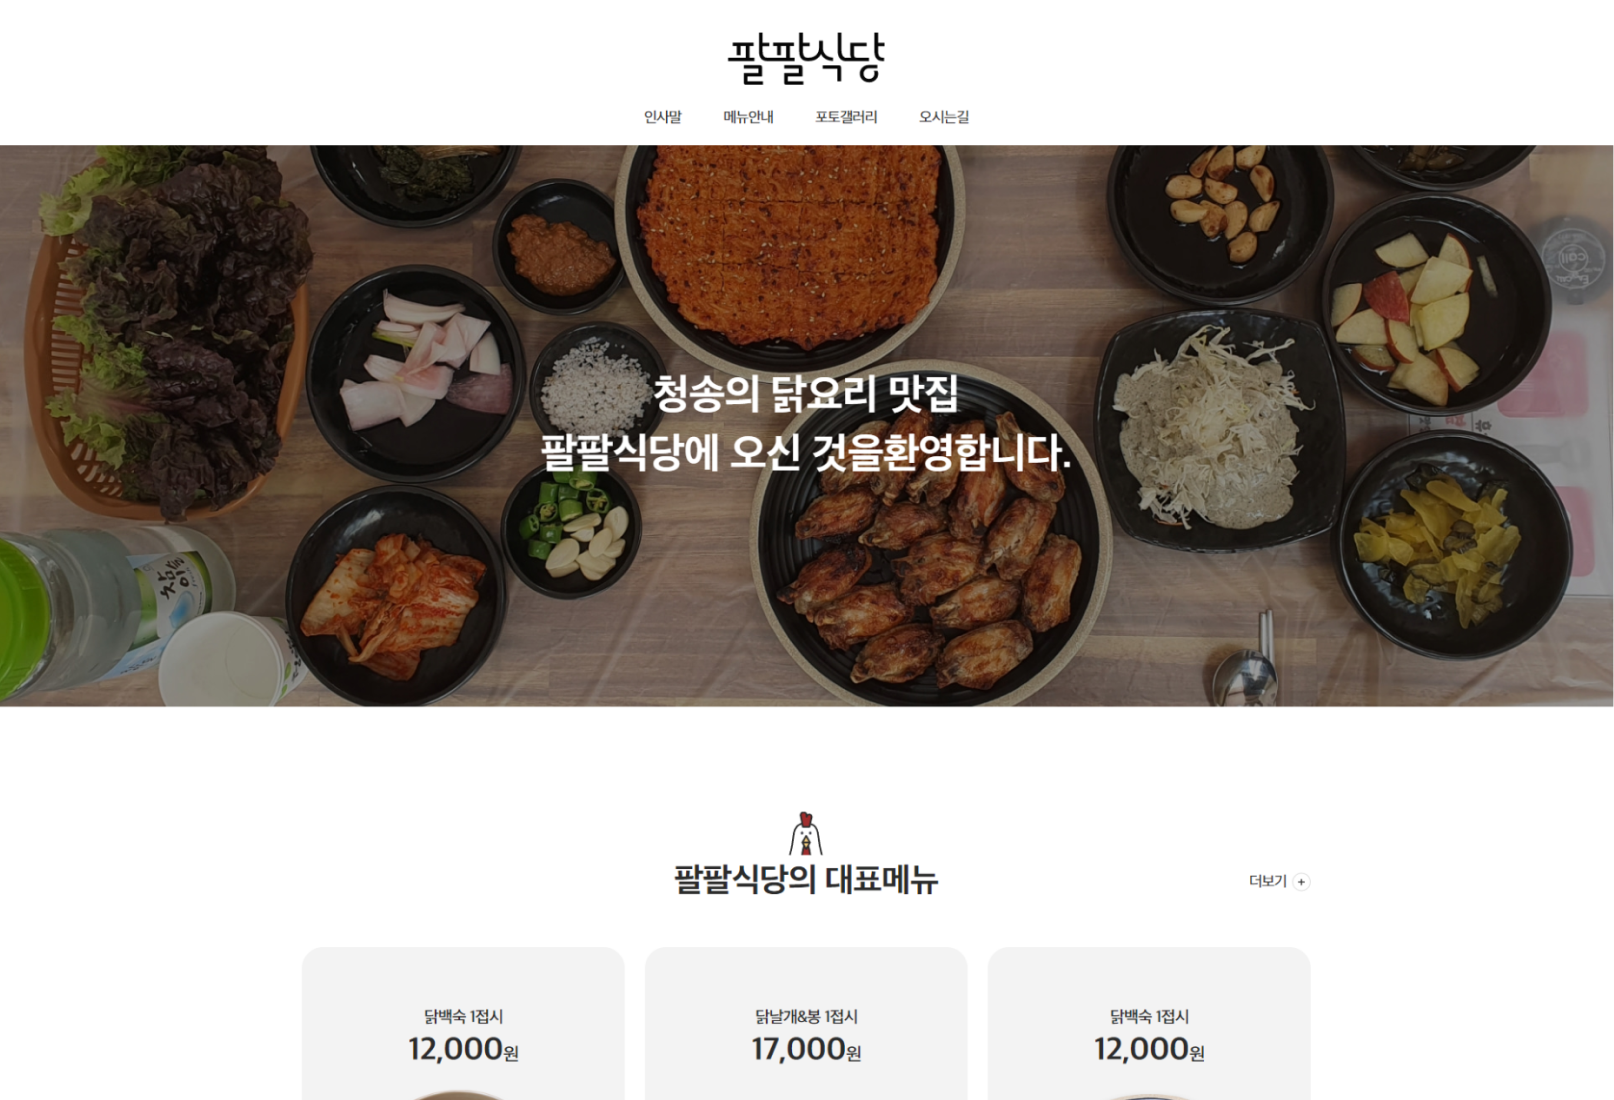 팔팔식당
인사말 메뉴안내 포토갤러리 오시는길
청송의 닭요리 맛집
팔팔식당에 오신 것을환영합니다.
팔팔식당의 대표메뉴
더보기 +
닭백숙 1접시
12,000원
닭날개&봉 1접시
17,000원
닭백숙 1접시
12,000원